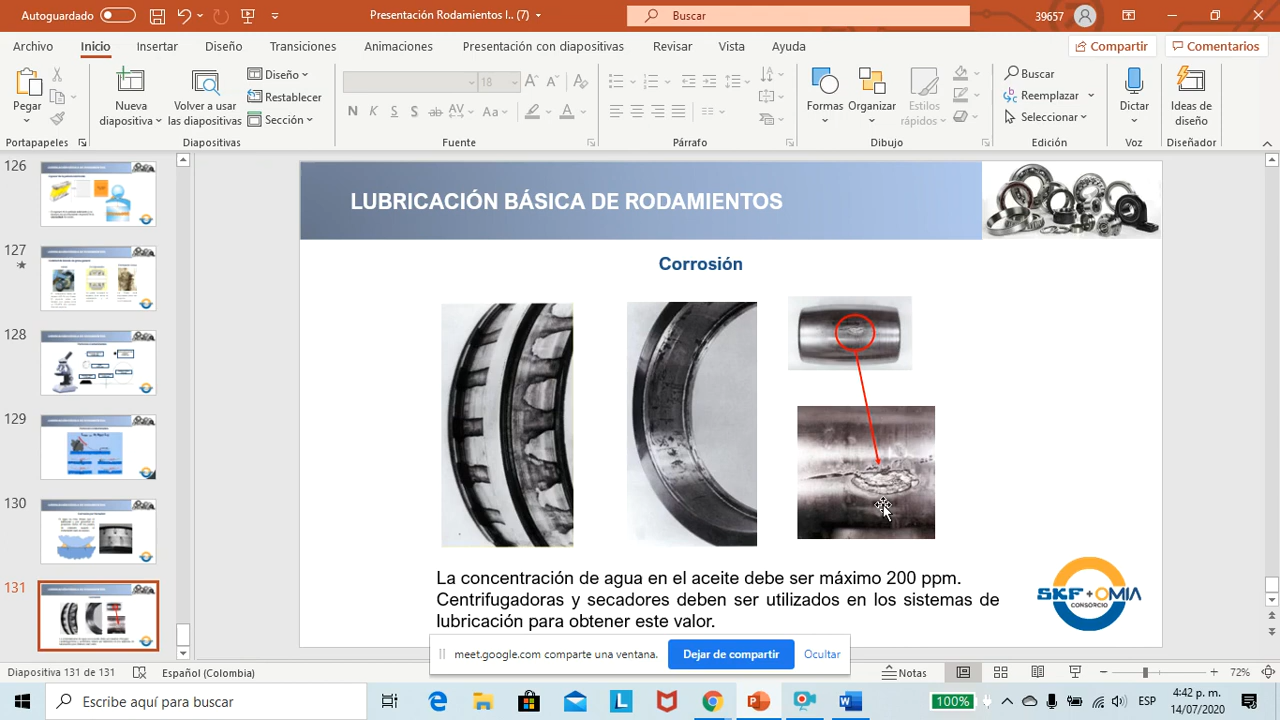 Autoguardado
Presentación Rodamientos I.. (7)
Buscar
39657
Archivo Inicio Insertar Diseño Transiciones Animaciones Presentación con diapositivas Revisar Vista Ayuda
Compartir Comentarios
Pegar
Nueva diapositiva
Volver a usar las diapositivas
Diseño
Restablecer
Sección
18
N K S S ab AV Aa A
Formas
Organizar
Estilos rápidos
Buscar
Reemplazar
Seleccionar
Dictar
Ideas de diseño
Portapapeles Diapositivas Fuente Párrafo Dibujo Edición Voz Diseñador
126
127
128
129
130
131
LUBRICACIÓN BÁSICA DE RODAMIENTOS
Corrosión
La concentración de agua en el aceite debe ser máximo 200 ppm.
Centrifugadoras y secadores deben ser utilizados en los sistemas de
lubricación para obtener este valor.
SKF+OMIA
CONSORCIO
meet.google.com comparte una ventana. Dejar de compartir Ocultar
Diapositiva 131 de 131 Español (Colombia) Notas 72%
Escribe aquí para buscar
100% ESP 4:42 p. m.
14/07/2020